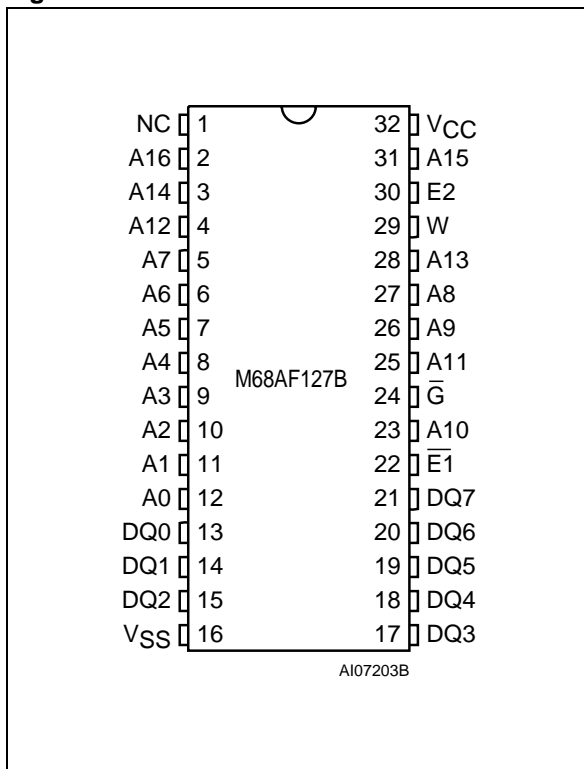 NC 1 32 VCC
A16 2 31 A15
A14 3 30 E2
A12 4 29 W
A7 5 28 A13
A6 6 27 A8
A5 7 26 A9
A4 8 25 A11
M68AF127B
A3 9 24 G̅
A2 10 23 A10
A1 11 22 E̅1̅
A0 12 21 DQ7
DQ0 13 20 DQ6
DQ1 14 19 DQ5
DQ2 15 18 DQ4
VSS 16 17 DQ3
AI07203B